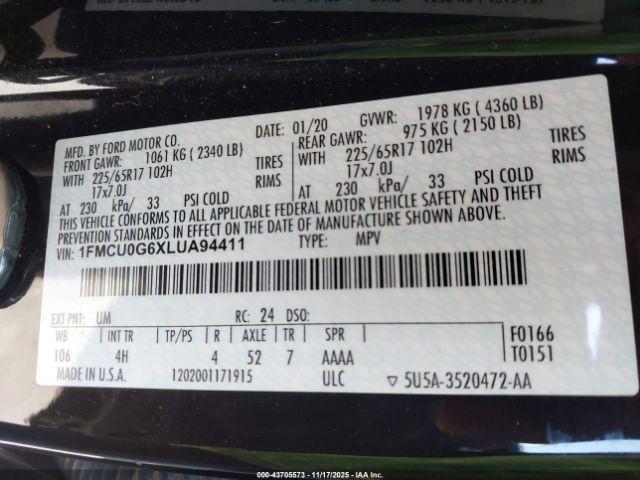 MFD. BY FORD MOTOR CO.
DATE: 01/20
GVWR: 1978 KG ( 4360 LB)
FRONT GAWR: 1061 KG ( 2340 LB)
REAR GAWR: 975 KG ( 2150 LB)
WITH 225/65R17 102H TIRES
WITH 225/65R17 102H TIRES
17x7.0J RIMS
17x7.0J RIMS
AT 230 kPa/ 33 PSI COLD
AT 230 kPa/ 33 PSI COLD
THIS VEHICLE CONFORMS TO ALL APPLICABLE FEDERAL MOTOR VEHICLE SAFETY AND THEFT
PREVENTION STANDARDS IN EFFECT ON THE DATE OF MANUFACTURE SHOWN ABOVE.
VIN: 1FMCU0G6XLUA94411
TYPE: MPV
EXT PNT: UM RC: 24 DSO:
WB INT TR TP/PS R AXLE TR SPR
106 4H 4 52 7 AAAA
F0166
T0151
MADE IN U.S.A. 1202001171915 ULC ▽ 5U5A-3520472-AA
000-43705573 | 11/17/2025 | IAA Inc.